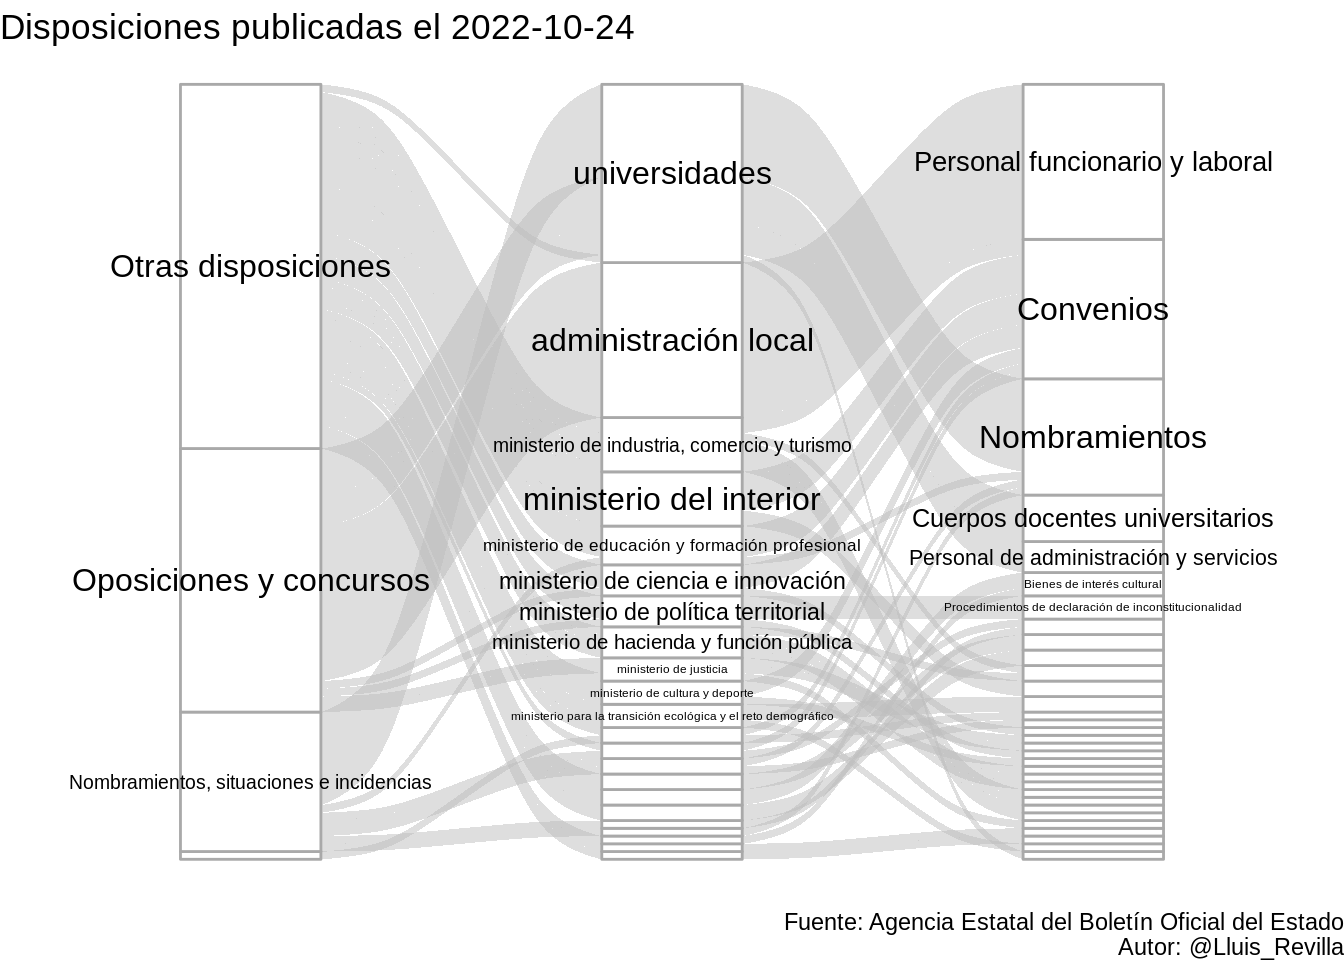 Disposiciones publicadas el 2022-10-24
Otras disposiciones
Oposiciones y concursos
Nombramientos, situaciones e incidencias
universidades
administración local
ministerio de industria, comercio y turismo
ministerio del interior
ministerio de educación y formación profesional
ministerio de ciencia e innovación
ministerio de política territorial
ministerio de hacienda y función pública
ministerio de justicia
ministerio de cultura y deporte
ministerio para la transición ecológica y el reto demográfico
Personal funcionario y laboral
Convenios
Nombramientos
Cuerpos docentes universitarios
Personal de administración y servicios
Bienes de interés cultural
Procedimientos de declaración de inconstitucionalidad
Fuente: Agencia Estatal del Boletín Oficial del Estado
Autor: @Lluis_Revilla